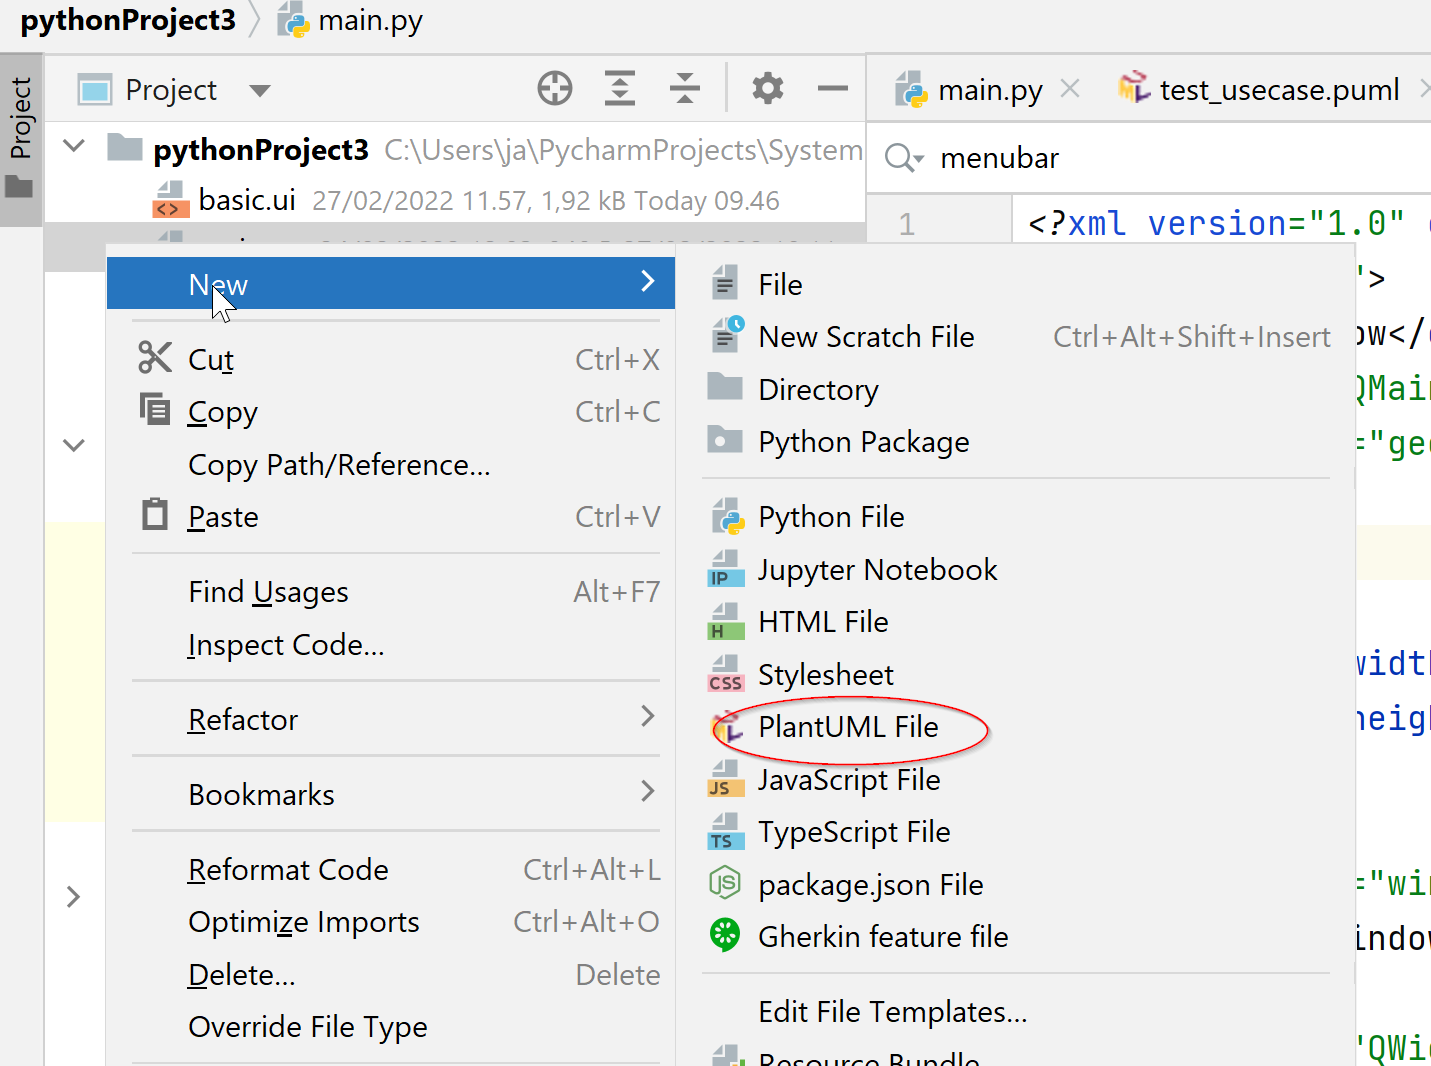 pythonProject3 main.py
Project
Project
main.py test_usecase.puml
pythonProject3 C:\Users\ja\PycharmProjects\System
menubar
basic.ui 27/02/2022 11.57, 1,92 kB Today 09.46
1 <?xml version="1.0"
New
Cut Ctrl+X
Copy Ctrl+C
Copy Path/Reference...
Paste Ctrl+V
Find Usages Alt+F7
Inspect Code...
Refactor
Bookmarks
Reformat Code Ctrl+Alt+L
Optimize Imports Ctrl+Alt+O
Delete... Delete
Override File Type
File
New Scratch File Ctrl+Alt+Shift+Insert
Directory
Python Package
Python File
IP Jupyter Notebook
H HTML File
CSS Stylesheet
PlantUML File
JS JavaScript File
TS TypeScript File
JS package.json File
Gherkin feature file
Edit File Templates...
Resource Bundle
">
ow</
QMai
="ge
widt
heig
="wi
indow
"QWi